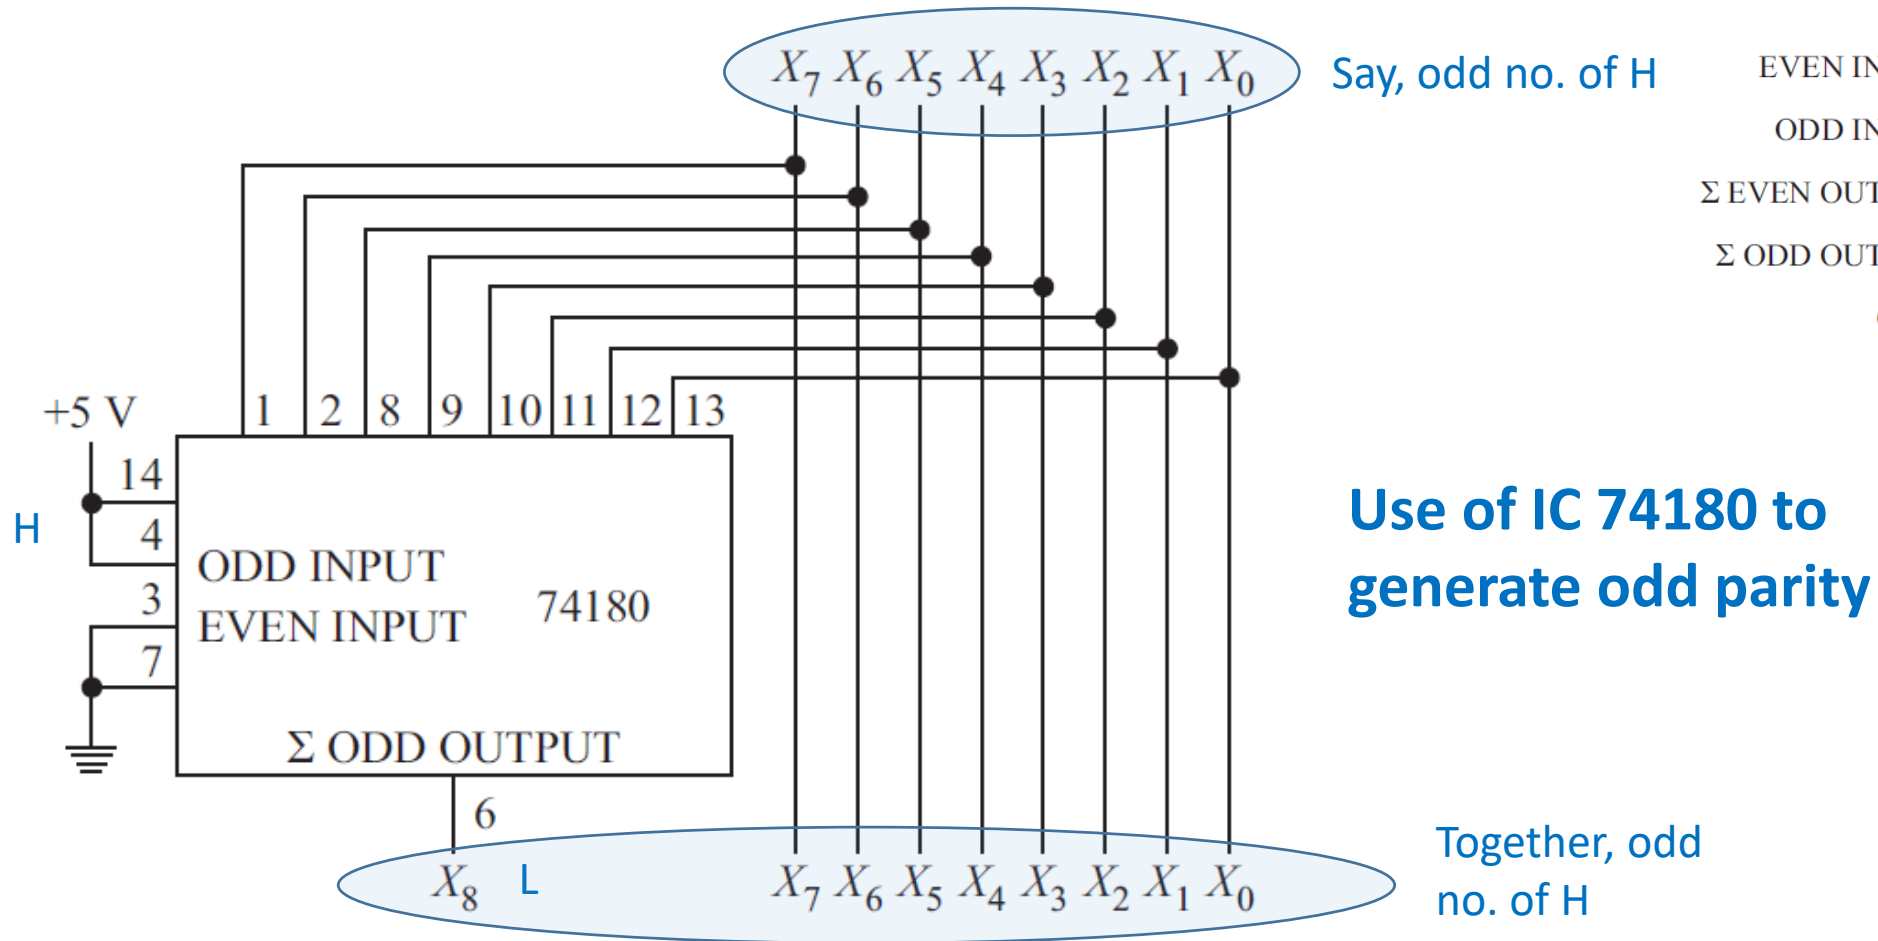 X7 X6 X5 X4 X3 X2 X1 X0
Say, odd no. of H
EVEN IN
ODD IN
Σ EVEN OUT
Σ ODD OUT
+5 V
1 2 8 9 10 11 12 13
14
H
4
ODD INPUT
3
EVEN INPUT
74180
7
Σ ODD OUTPUT
6
Use of IC 74180 to
generate odd parity
X8 L X7 X6 X5 X4 X3 X2 X1 X0
Together, odd
no. of H